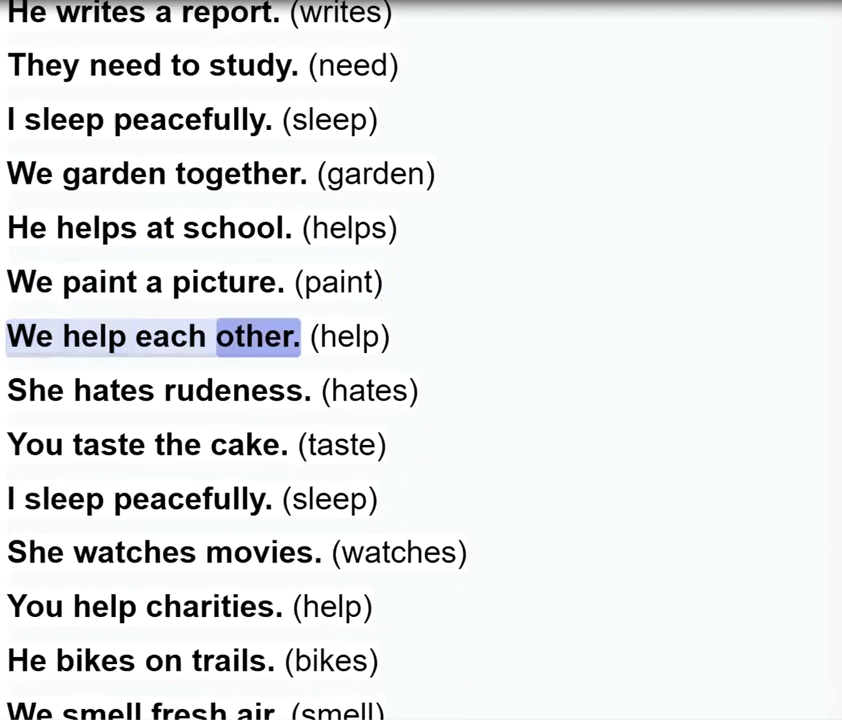 He writes a report. (writes)
They need to study. (need)
I sleep peacefully. (sleep)
We garden together. (garden)
He helps at school. (helps)
We paint a picture. (paint)
We help each other. (help)
She hates rudeness. (hates)
You taste the cake. (taste)
I sleep peacefully. (sleep)
She watches movies. (watches)
You help charities. (help)
He bikes on trails. (bikes)
We smell fresh air. (smell)